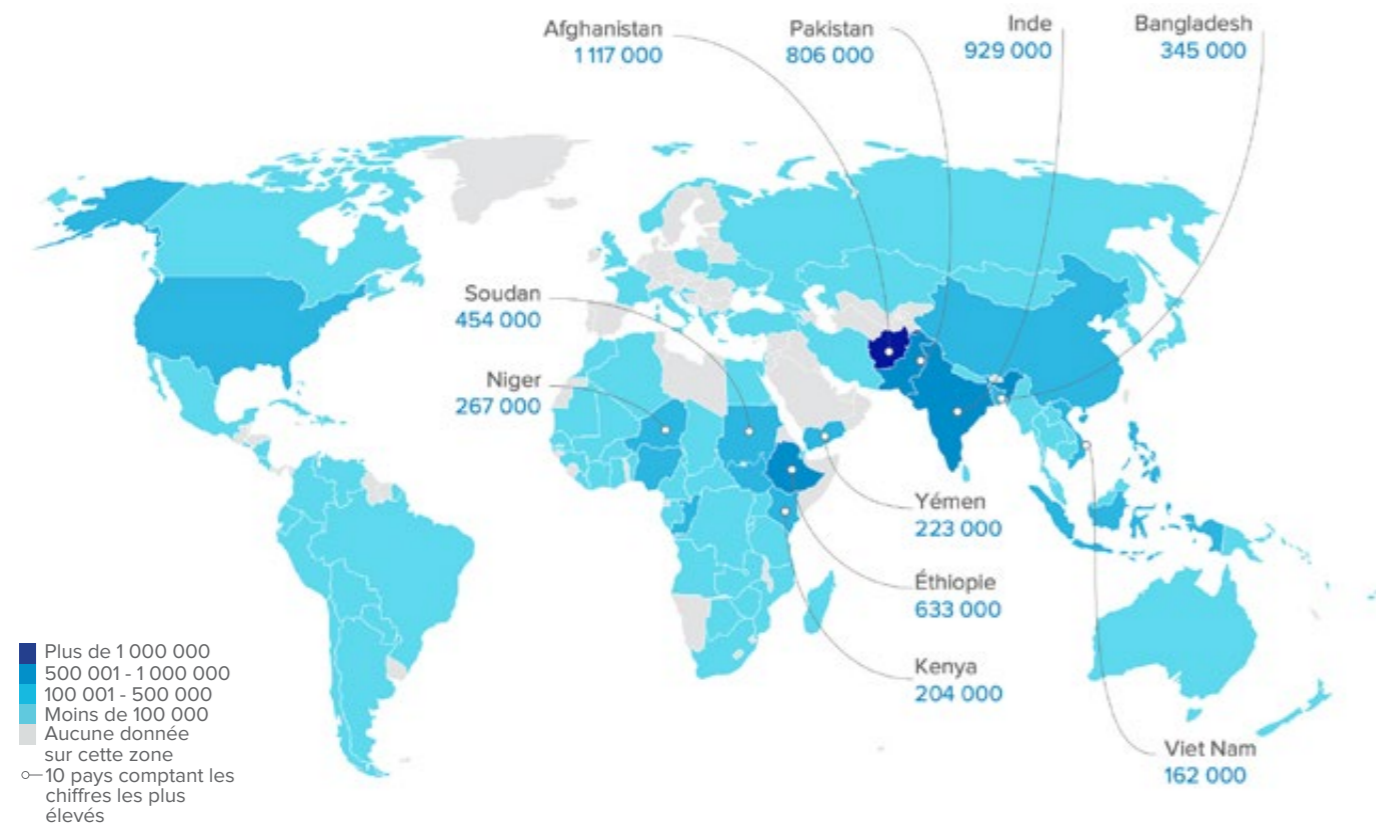 Afghanistan
1 117 000
Pakistan
806 000
Inde
929 000
Bangladesh
345 000
Soudan
454 000
Niger
267 000
Yémen
223 000
Éthiopie
633 000
Kenya
204 000
Viet Nam
162 000
Plus de 1 000 000
500 001 - 1 000 000
100 001 - 500 000
Moins de 100 000
Aucune donnée
sur cette zone
10 pays comptant les
chiffres les plus
élevés